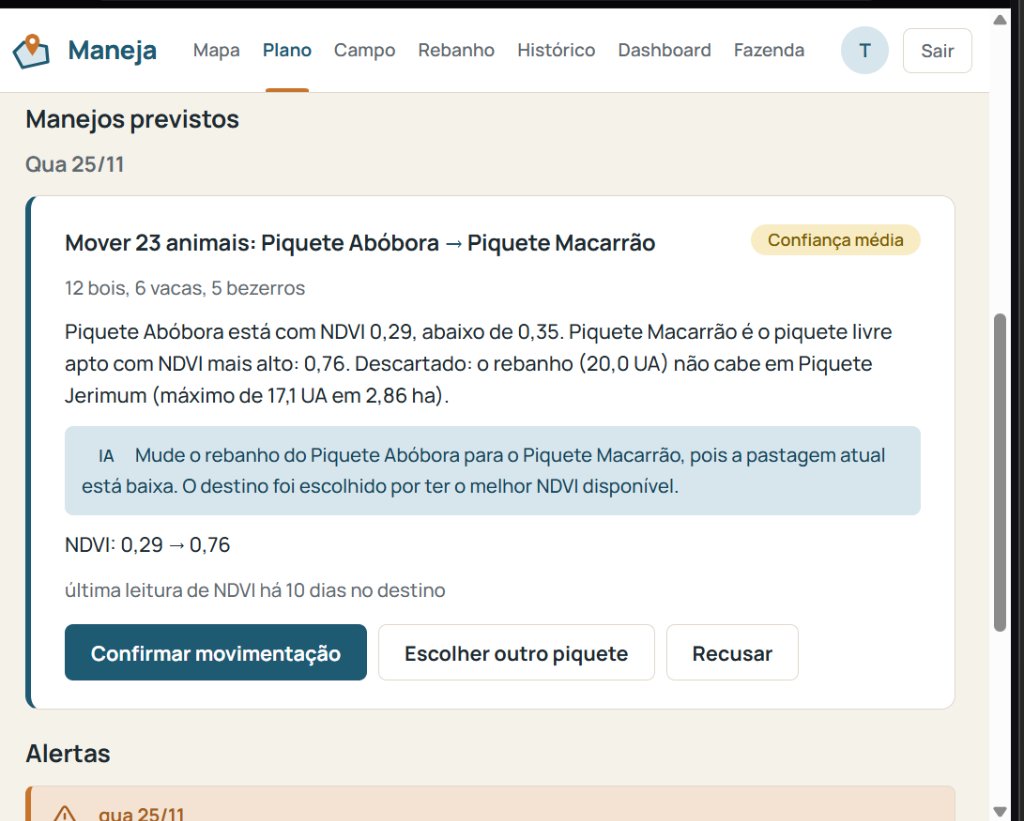 Maneja Mapa Plano Campo Rebanho Histórico Dashboard Fazenda T Sair
Manejos previstos
Qua 25/11
Mover 23 animais: Piquete Abóbora → Piquete Macarrão Confiança média
12 bois, 6 vacas, 5 bezerros
Piquete Abóbora está com NDVI 0,29, abaixo de 0,35. Piquete Macarrão é o piquete livre
apto com NDVI mais alto: 0,76. Descartado: o rebanho (20,0 UA) não cabe em Piquete
Jerimum (máximo de 17,1 UA em 2,86 ha).
IA Mude o rebanho do Piquete Abóbora para o Piquete Macarrão, pois a pastagem atual
está baixa. O destino foi escolhido por ter o melhor NDVI disponível.
NDVI: 0,29 → 0,76
última leitura de NDVI há 10 dias no destino
Confirmar movimentação Escolher outro piquete Recusar
Alertas
qua 25/11